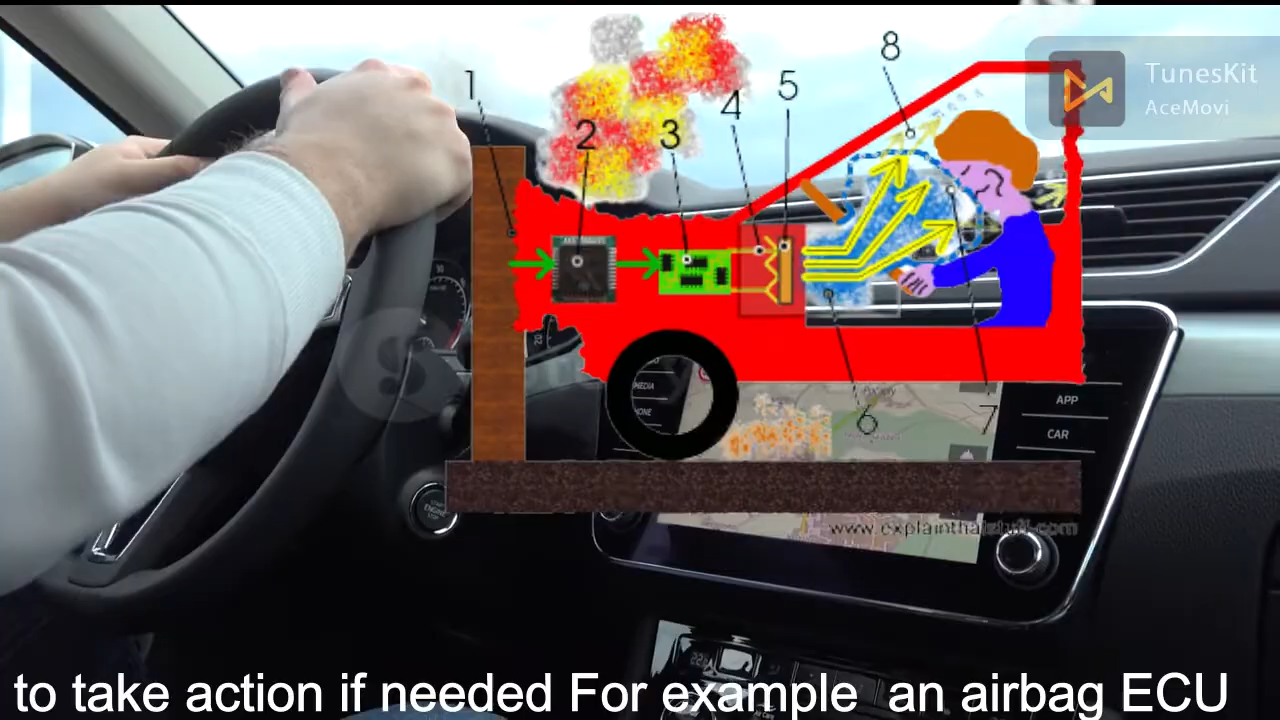 8
1
5
TunesKit
4
AceMovi
2
3
MEDIA
APP
6
7
CAR
ENGINE
www.explainthatstuff.com
to take action if needed For example an airbag ECU